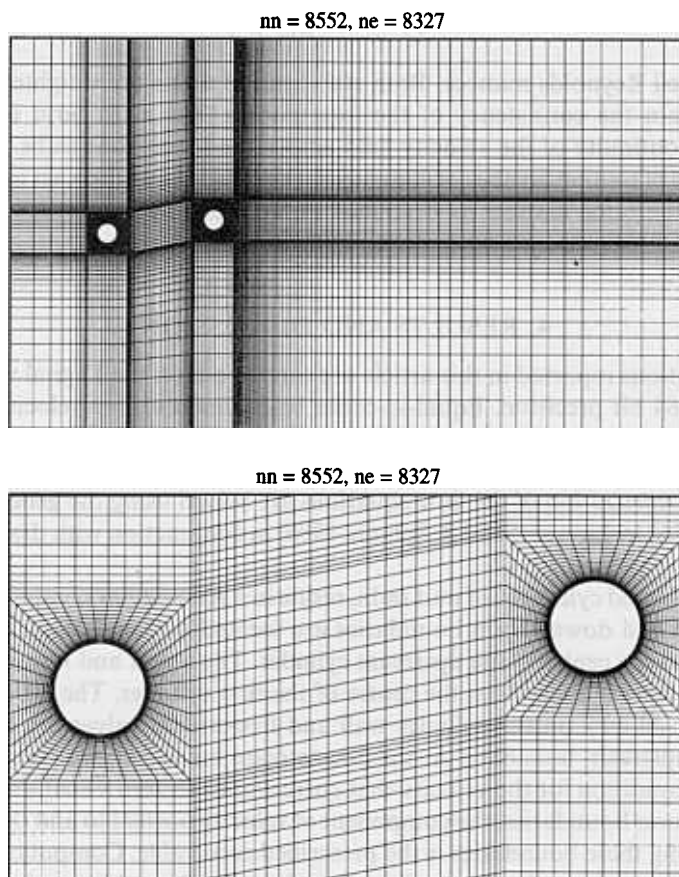 nn = 8552, ne = 8327
nn = 8552, ne = 8327